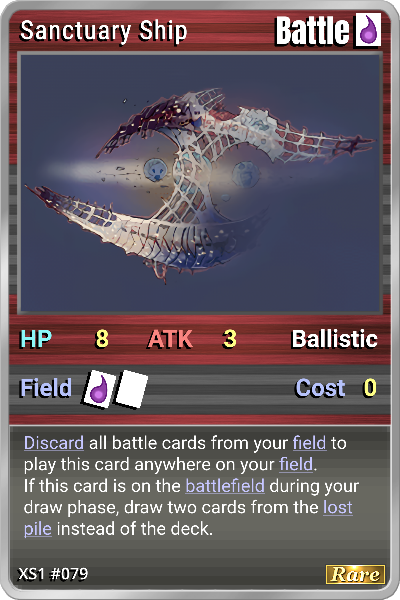 Sanctuary Ship Battle
HP 8 ATK 3 Ballistic
Field Cost 0
Discard all battle cards from your field to
play this card anywhere on your field.
If this card is on the battlefield during your
draw phase, draw two cards from the lost
pile instead of the deck.
XS1 #079 Rare